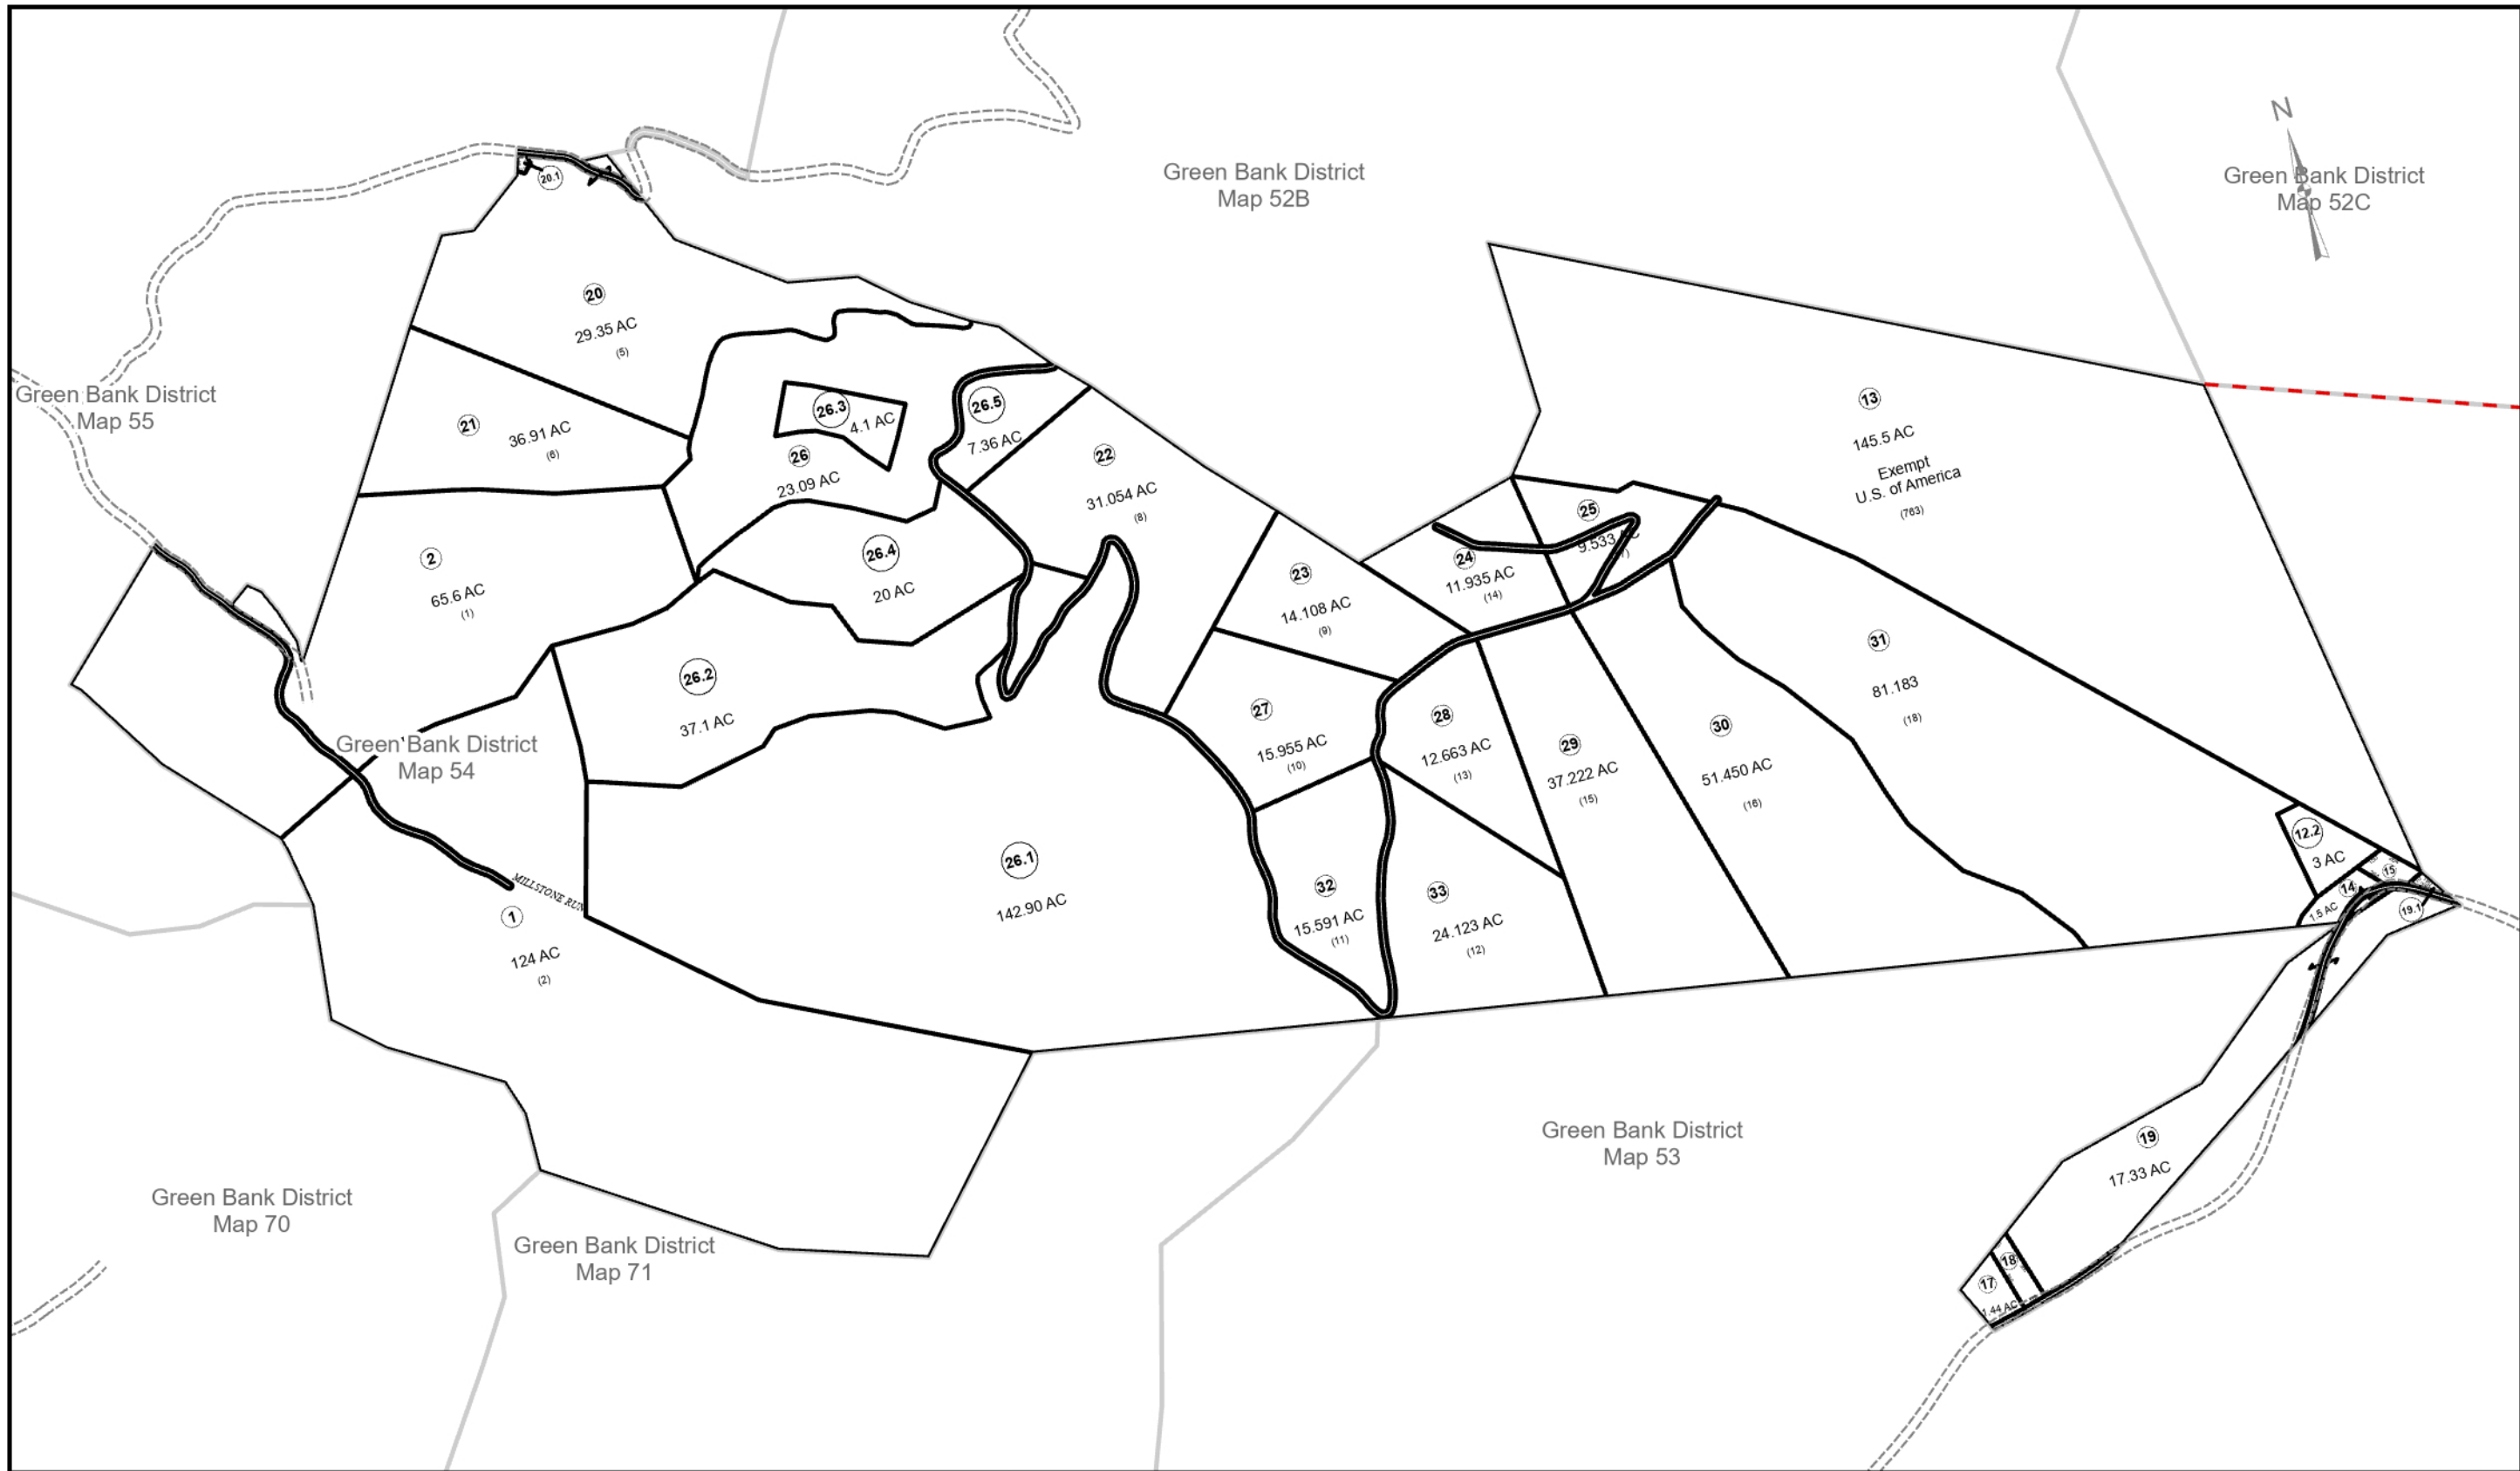 Green Bank District
Map 52B
N
Green Bank District
Map 52C
20.1
20
29.35 AC
(5)
Green Bank District
Map 55
21
36.91 AC
(6)
26.3
4.1 AC
26.5
7.36 AC
26
23.09 AC
22
31.054 AC
(8)
13
145.5 AC
Exempt
U.S. of America
(763)
25
9.533
24
11.935 AC
(14)
2
65.6 AC
(1)
26.4
20 AC
23
14.108 AC
(9)
31
81.183
(18)
26.2
37.1 AC
27
15.955 AC
(10)
28
12.663 AC
(13)
29
37.222 AC
(15)
30
51.450 AC
(16)
Green Bank District
Map 54
12.2
3 AC
15
14
1.5 AC
19.1
MILLSTONE RUN
1
124 AC
(2)
26.1
142.90 AC
32
15.591 AC
(11)
33
24.123 AC
(12)
Green Bank District
Map 53
19
17.33 AC
Green Bank District
Map 70
Green Bank District
Map 71
18
17
1.44 AC